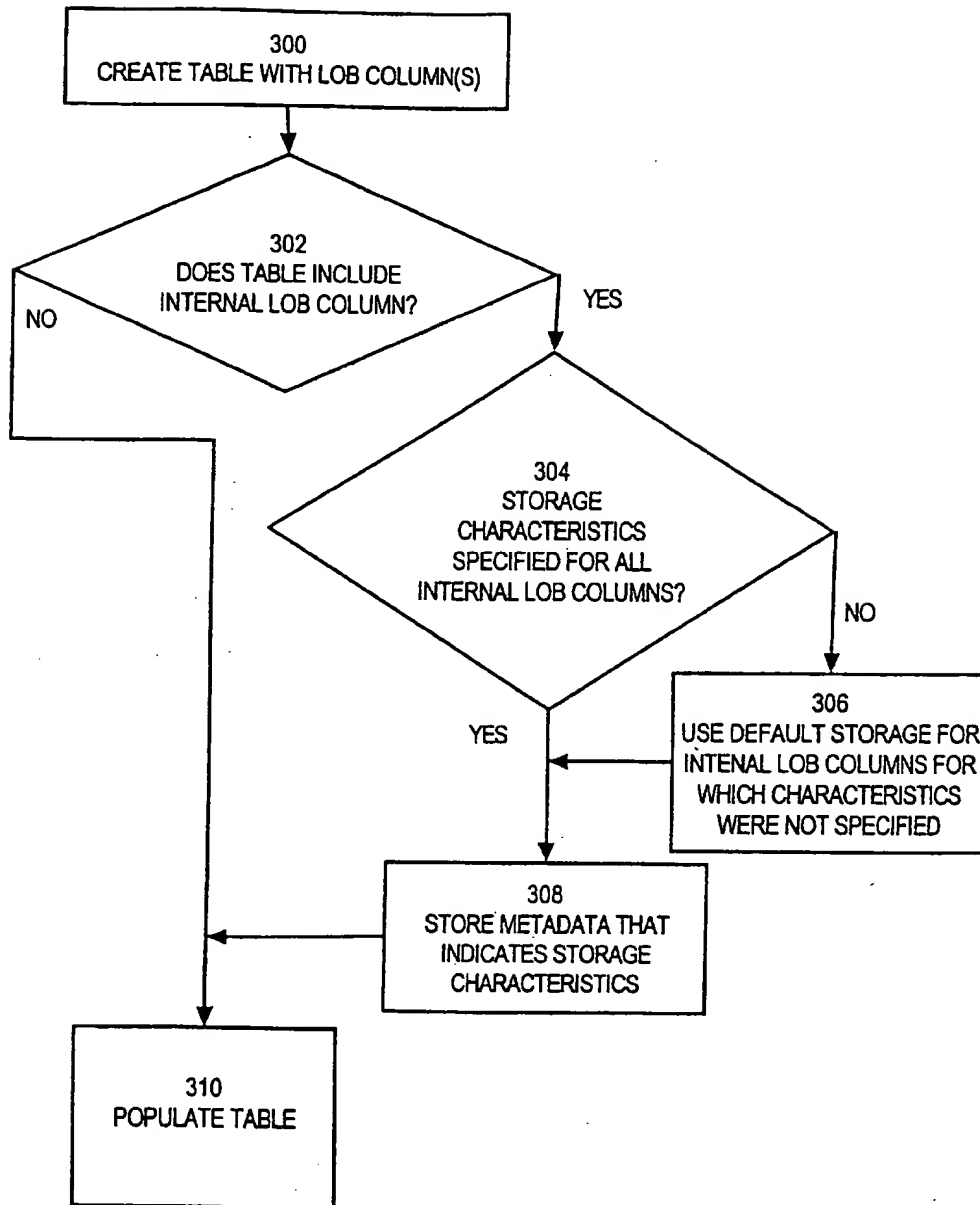 300
CREATE TABLE WITH LOB COLUMN(S)
302
DOES TABLE INCLUDE
INTERNAL LOB COLUMN?
NO
YES
304
STORAGE
CHARACTERISTICS
SPECIFIED FOR ALL
INTERNAL LOB COLUMNS?
NO
YES
306
USE DEFAULT STORAGE FOR
INTENAL LOB COLUMNS FOR
WHICH CHARACTERISTICS
WERE NOT SPECIFIED
308
STORE METADATA THAT
INDICATES STORAGE
CHARACTERISTICS
310
POPULATE TABLE